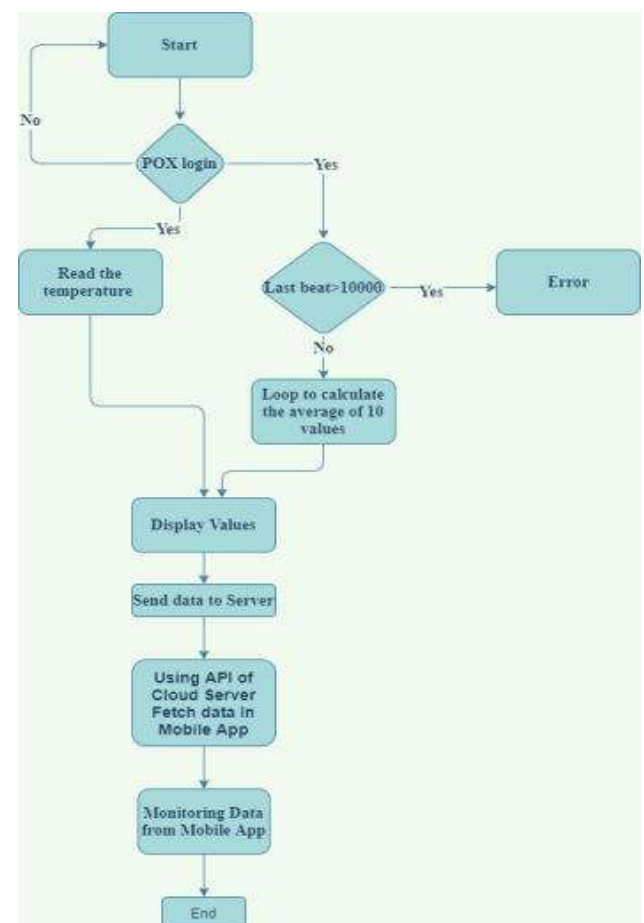 Start
No
POX login
Yes
Yes
Read the
temperature
Last beat>10000
Yes
Error
No
Loop to calculate
the average of 10
values
Display Values
Send data to Server
Using API of
Cloud Server
Fetch data in
Mobile App
Monitoring Data
from Mobile App
End